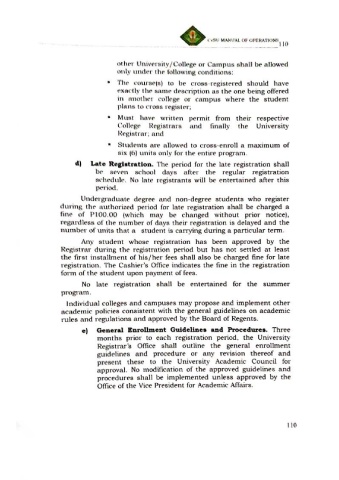 CvSU MANUAL OF OPERATIONS 110
other University/College or Campus shall be allowed
only under the following conditions:
• The course(s) to be cross-registered should have
exactly the same description as the one being offered
in another college or campus where the student
plans to cross register;
• Must have written permit from their respective
College Registrars and finally the University
Registrar; and
• Students are allowed to cross-enroll a maximum of
six (6) units only for the entire program.
d) Late Registration. The period for the late registration shall
be seven school days after the regular registration
schedule. No late registrants will be entertained after this
period.
Undergraduate degree and non-degree students who register
during the authorized period for late registration shall be charged a
fine of P100.00 (which may be changed without prior notice),
regardless of the number of days their registration is delayed and the
number of units that a student is carrying during a particular term.
Any student whose registration has been approved by the
Registrar during the registration period but has not settled at least
the first installment of his/her fees shall also be charged fine for late
registration. The Cashier's Office indicates the fine in the registration
form of the student upon payment of fees.
No late registration shall be entertained for the summer
program.
Individual colleges and campuses may propose and implement other
academic policies consistent with the general guidelines on academic
rules and regulations and approved by the Board of Regents.
e) General Enrollment Guidelines and Procedures. Three
months prior to each registration period, the University
Registrar's Office shall outline the general enrollment
guidelines and procedure or any revision thereof and
present these to the University Academic Council for
approval. No modification of the approved guidelines and
procedures shall be implemented unless approved by the
Office of the Vice President for Academic Affairs.
110